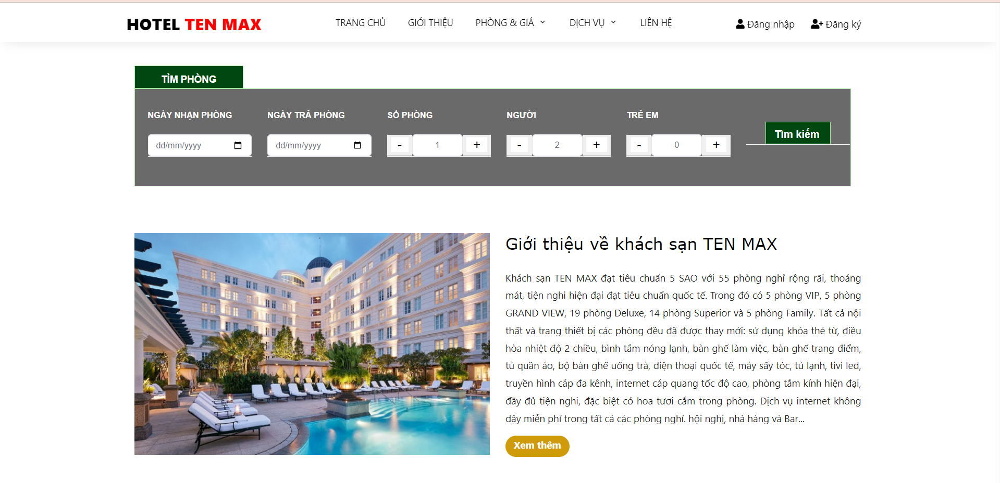 HOTEL TEN MAX
TRANG CHỦ
GIỚI THIỆU
PHÒNG & GIÁ
DỊCH VỤ
LIÊN HỆ
Đăng nhập
Đăng ký
TÌM PHÒNG
NGÀY NHẬN PHÒNG
NGÀY TRẢ PHÒNG
SỐ PHÒNG
NGƯỜI
TRẺ EM
dd/mm/yyyy
dd/mm/yyyy
- 1 +
- 2 +
- 0 +
Tìm kiếm
Giới thiệu về khách sạn TEN MAX
Khách sạn TEN MAX đạt tiêu chuẩn 5 SAO với 55 phòng nghỉ rộng rãi, thoáng
mát, tiện nghi hiện đại đạt tiêu chuẩn quốc tế. Trong đó có 5 phòng VIP, 5 phòng
GRAND VIEW, 19 phòng Deluxe, 14 phòng Superior và 5 phòng Family. Tất cả nội
thất và trang thiết bị các phòng đều đã được thay mới: sử dụng khóa thẻ từ, điều
hòa nhiệt độ 2 chiều, bình tắm nóng lạnh, bàn ghế làm việc, bàn ghế trang điểm,
tủ quần áo, bộ bàn ghế uống trà, điện thoại quốc tế, máy sấy tóc, tủ lạnh, tivi led,
truyền hình cáp đa kênh, internet cáp quang tốc độ cao, phòng tắm kính hiện đại,
đầy đủ tiện nghi, đặc biệt có hoa tươi cắm trong phòng. Dịch vụ internet không
dây miễn phí trong tất cả các phòng nghỉ. hội nghị, nhà hàng và Bar...
Xem thêm